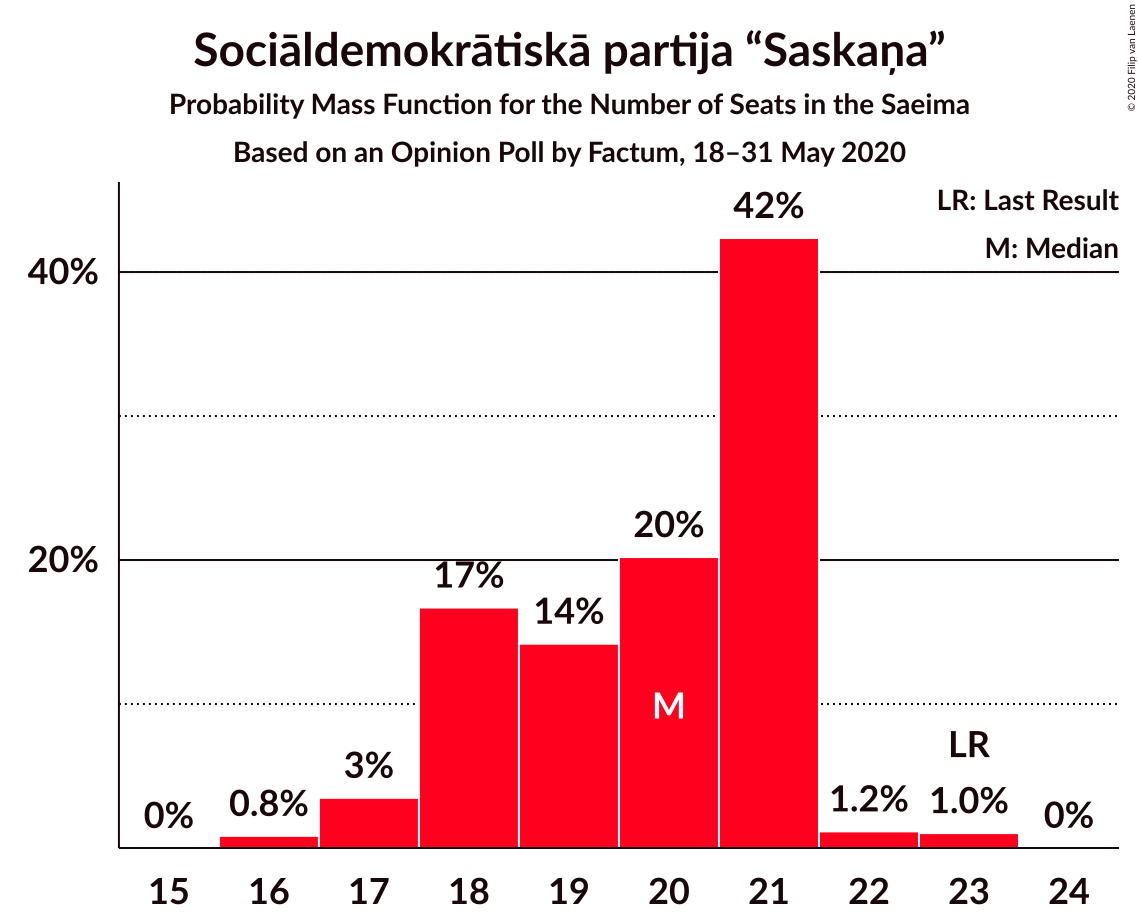 Sociāldemokrātiskā partija “Saskaņa”
Probability Mass Function for the Number of Seats in the Saeima
Based on an Opinion Poll by Factum, 18–31 May 2020
© 2020 Filip van Laenen
LR: Last Result
M: Median
40%
20%
0%
0.8%
3%
17%
14%
20%
42%
1.2%
1.0%
0%
M
LR
15 16 17 18 19 20 21 22 23 24